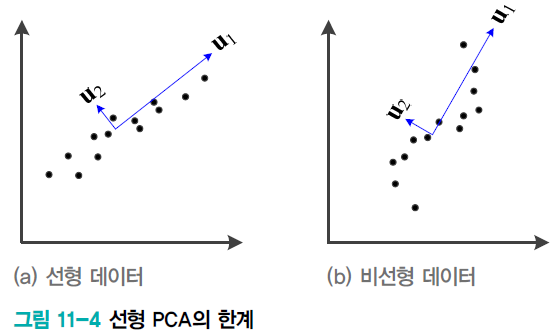 u₁
u₂
u₁
u₂
(a) 선형 데이터
(b) 비선형 데이터
그림 11-4 선형 PCA의 한계